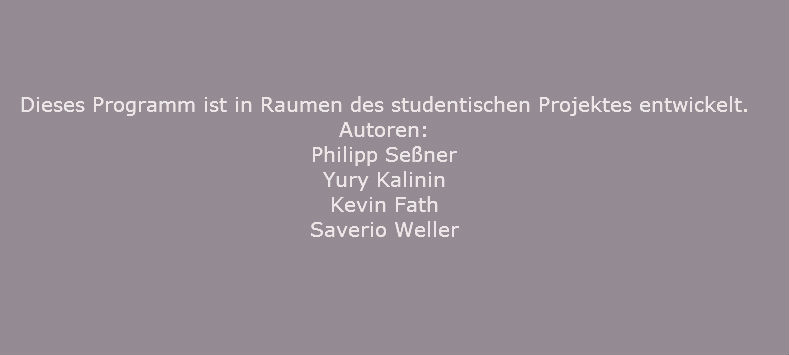 Dieses Programm ist in Raumen des studentischen Projektes entwickelt.
Autoren:
Philipp Seßner
Yury Kalinin
Kevin Fath
Saverio Weller